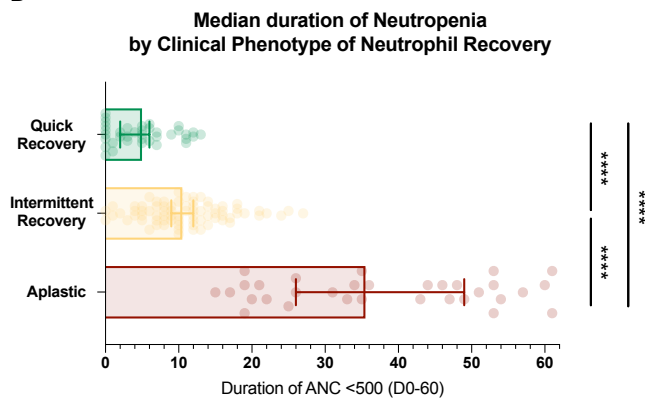 Median duration of Neutropenia
by Clinical Phenotype of Neutrophil Recovery
Quick
Recovery
Intermittent
Recovery
Aplastic
****
****
****
0 10 20 30 40 50 60
Duration of ANC <500 (D0-60)